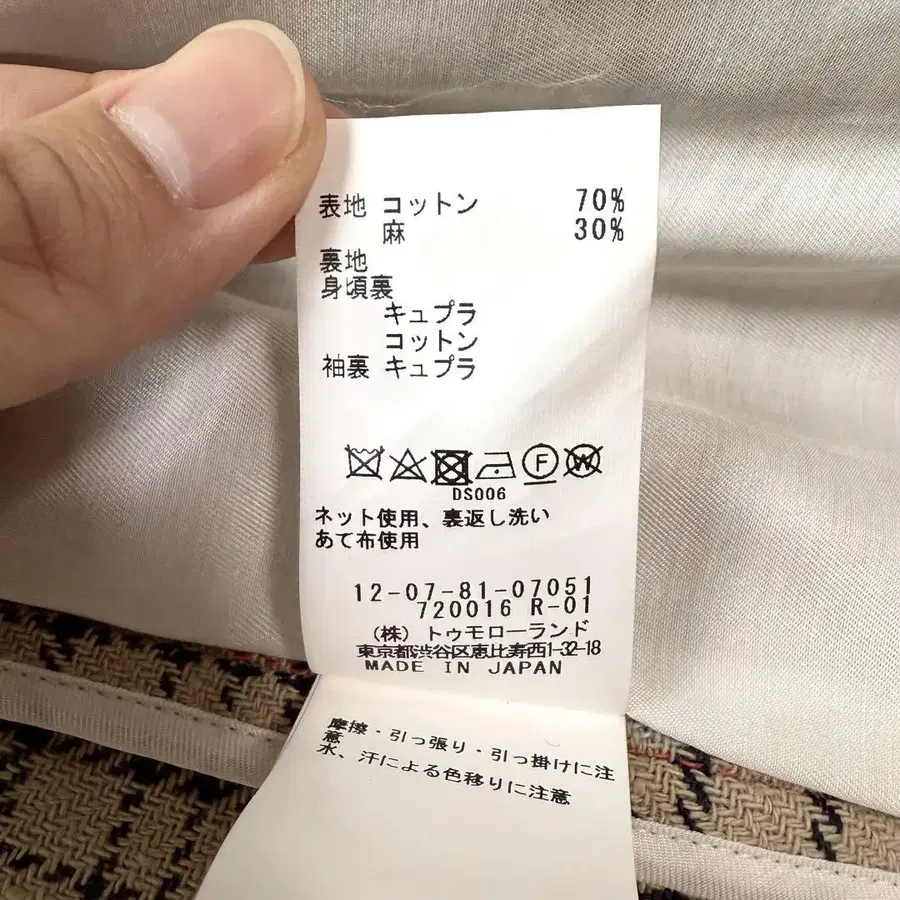 表地 コットン 70%
麻 30%
裏地
身頃裏
キュプラ
コットン
袖裏 キュプラ
F W
DS006
ネット使用、裏返し洗い
あて布使用
12-07-81-07051
720016 R-01
(株) トゥモローランド
東京都渋谷区恵比寿西1-32-18
MADE IN JAPAN
摩擦・引っ張り・引っ掛けに注
意
水、汗による色移りに注意